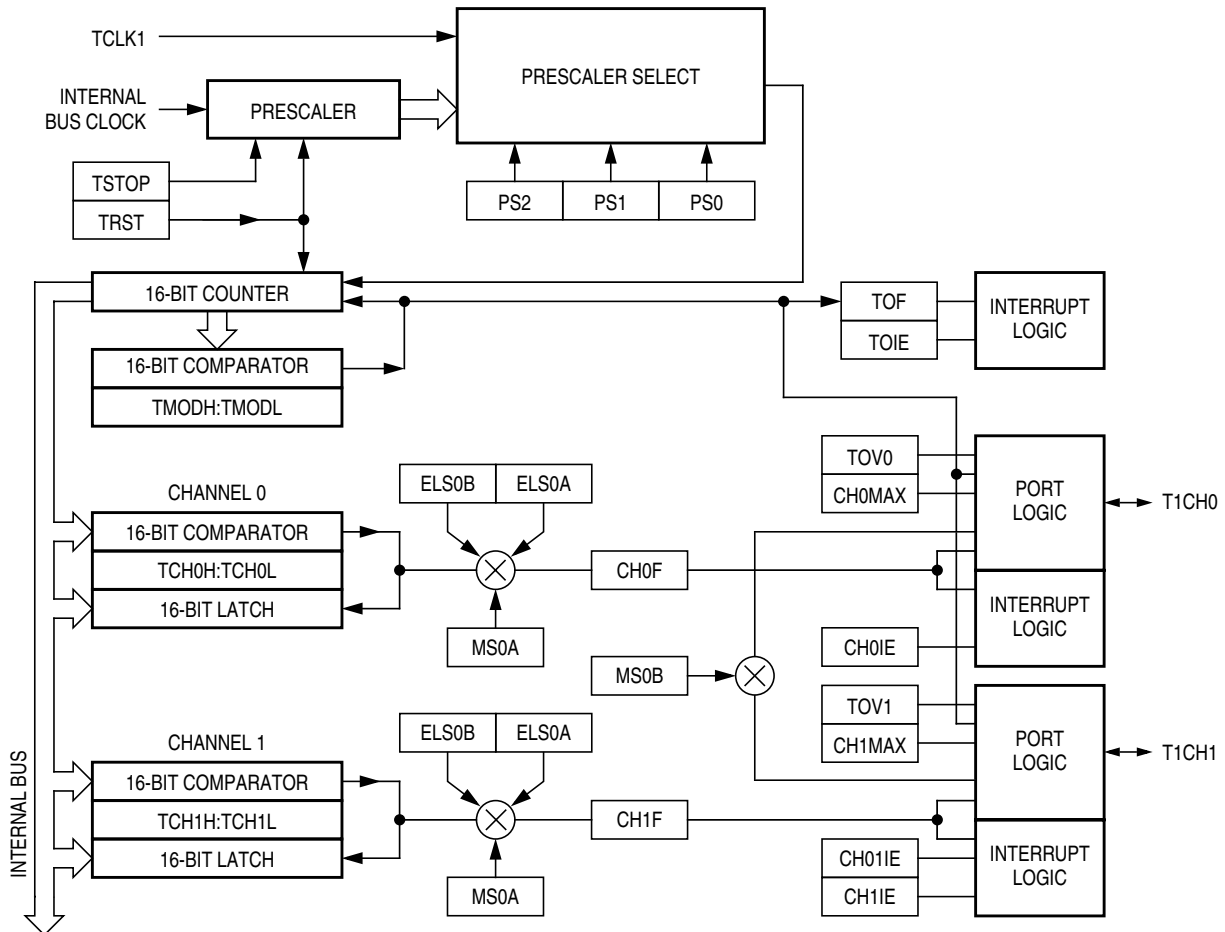 TCLK1
PRESCALER SELECT
INTERNAL
BUS CLOCK
PRESCALER
TSTOP
TRST
PS2 PS1 PS0
16-BIT COUNTER
TOF
TOIE
INTERRUPT
LOGIC
16-BIT COMPARATOR
TMODH:TMODL
CHANNEL 0
16-BIT COMPARATOR
TCH0H:TCH0L
16-BIT LATCH
ELS0B ELS0A
MS0A
CH0F
TOV0
CH0MAX
PORT
LOGIC
T1CH0
INTERRUPT
LOGIC
CH0IE
MS0B
CHANNEL 1
16-BIT COMPARATOR
TCH1H:TCH1L
16-BIT LATCH
ELS0B ELS0A
MS0A
CH1F
TOV1
CH1MAX
PORT
LOGIC
T1CH1
CH01IE
CH1IE
INTERRUPT
LOGIC
INTERNAL BUS